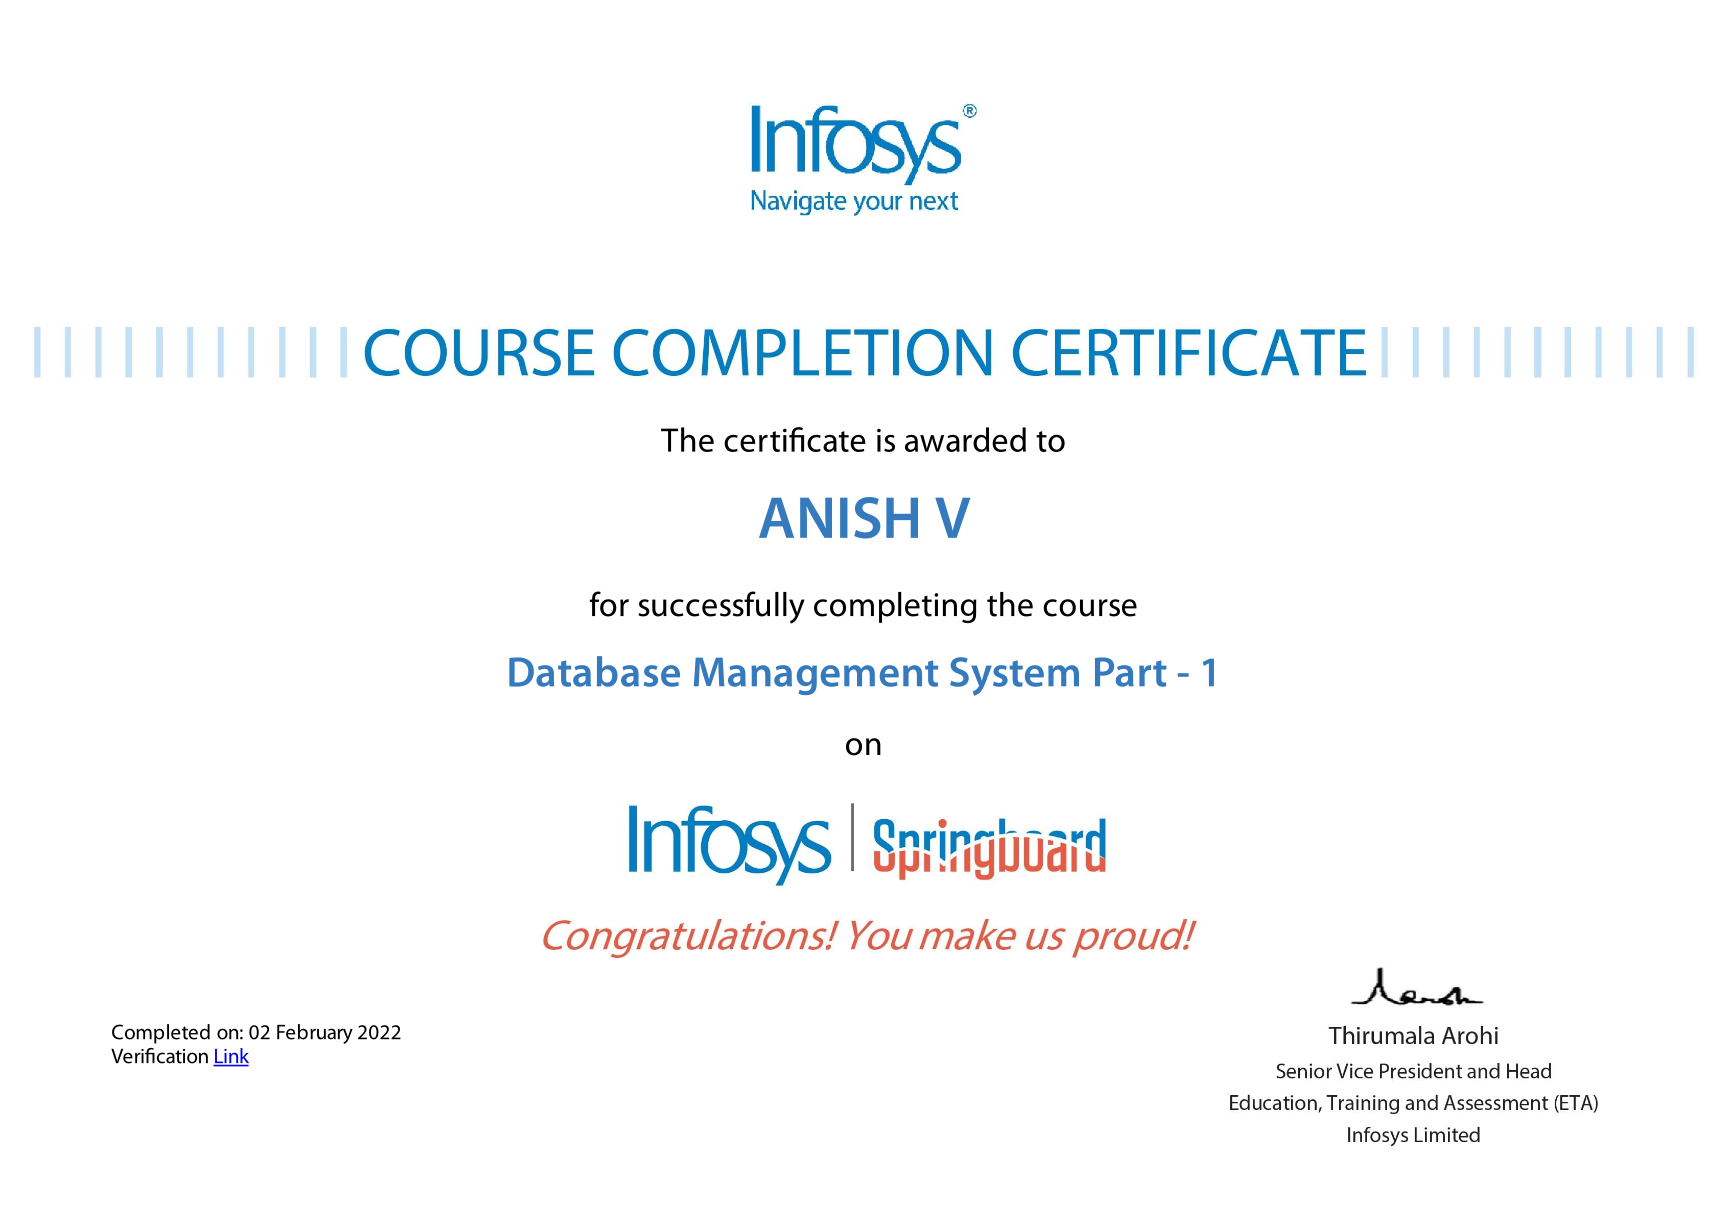 Infosys®
Navigate your next
COURSE COMPLETION CERTIFICATE
The certificate is awarded to
ANISH V
for successfully completing the course
Database Management System Part - 1
on
Infosys | Springboard
Congratulations! You make us proud!
Completed on: 02 February 2022
Verification Link
Thirumala Arohi
Senior Vice President and Head
Education, Training and Assessment (ETA)
Infosys Limited